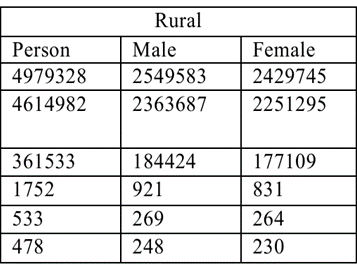 Rural
Person Male Female
4979328 2549583 2429745
4614982 2363687 2251295
361533 184424 177109
1752 921 831
533 269 264
478 248 230